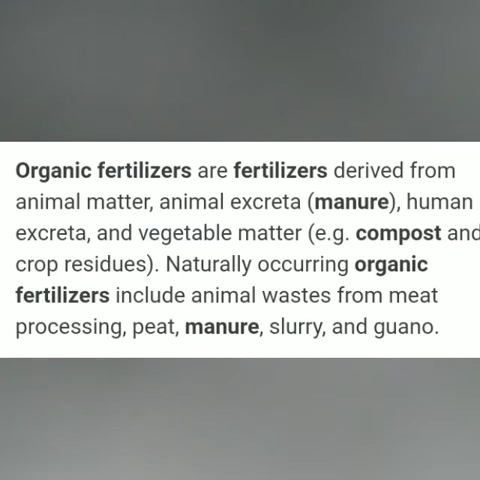 Organic fertilizers are fertilizers derived from
animal matter, animal excreta (manure), human
excreta, and vegetable matter (e.g. compost and
crop residues). Naturally occurring organic
fertilizers include animal wastes from meat
processing, peat, manure, slurry, and guano.